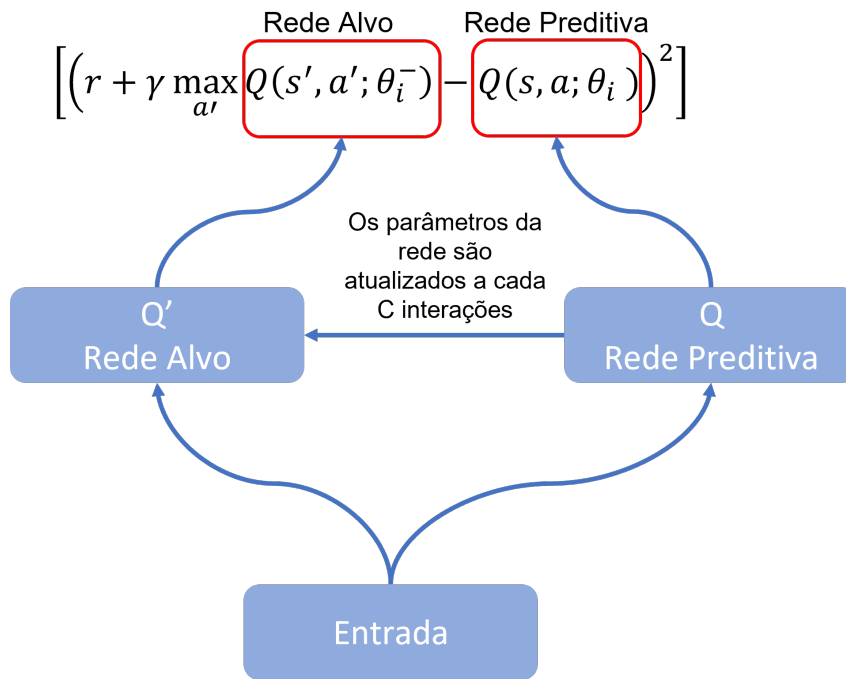 Rede Alvo Rede Preditiva
[(r + γ max_{a′} Q(s′, a′; θ_i^−) − Q(s, a; θ_i))^2]
Os parâmetros da
rede são
atualizados a cada
C interações
Q’
Rede Alvo
Q
Rede Preditiva
Entrada